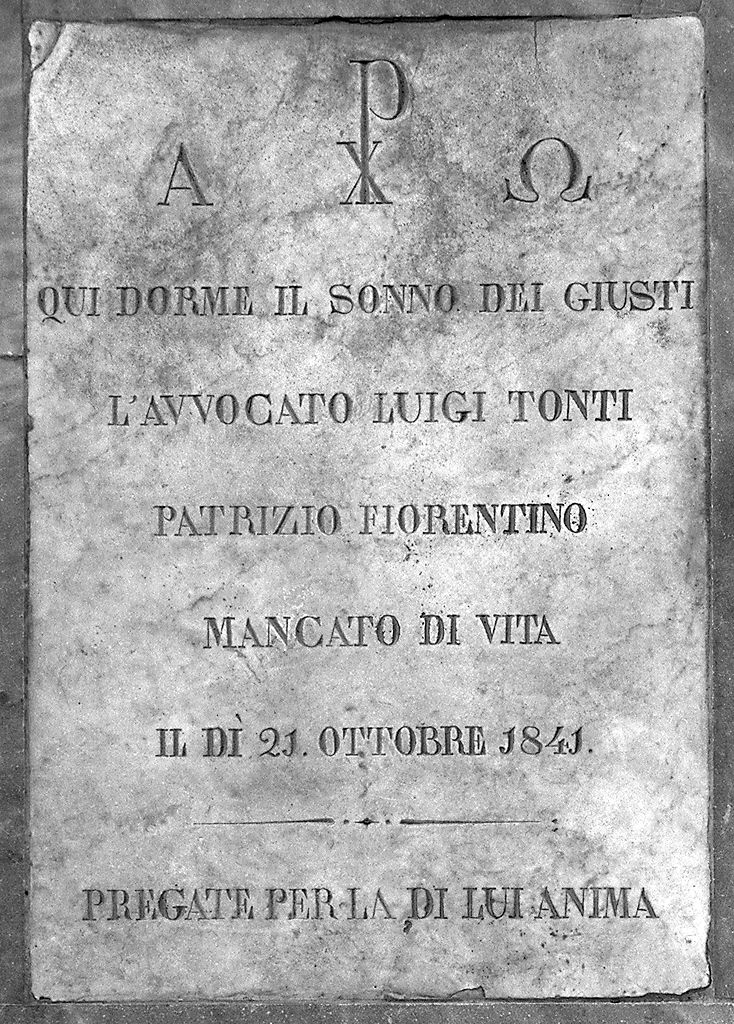 Α ☧ Ω
QUI DORME IL SONNO DEI GIUSTI
L'AVVOCATO LUIGI TONTI
PATRIZIO FIORENTINO
MANCATO DI VITA
IL DÌ 21. OTTOBRE 1841.
PREGATE PER LA DI LUI ANIMA